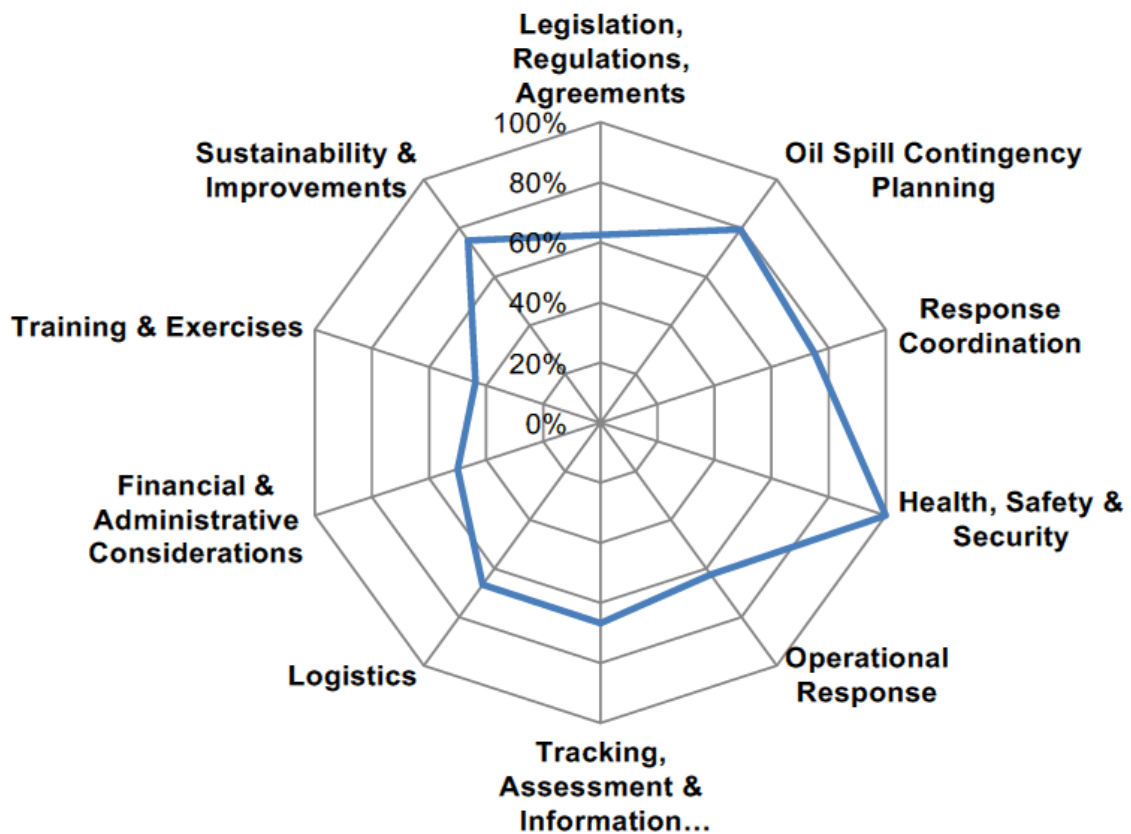 Legislation,
Regulations,
Agreements
100%
80%
60%
40%
20%
0%
Oil Spill Contingency
Planning
Response
Coordination
Health, Safety &
Security
Operational
Response
Tracking,
Assessment &
Information…
Logistics
Financial &
Administrative
Considerations
Training & Exercises
Sustainability &
Improvements